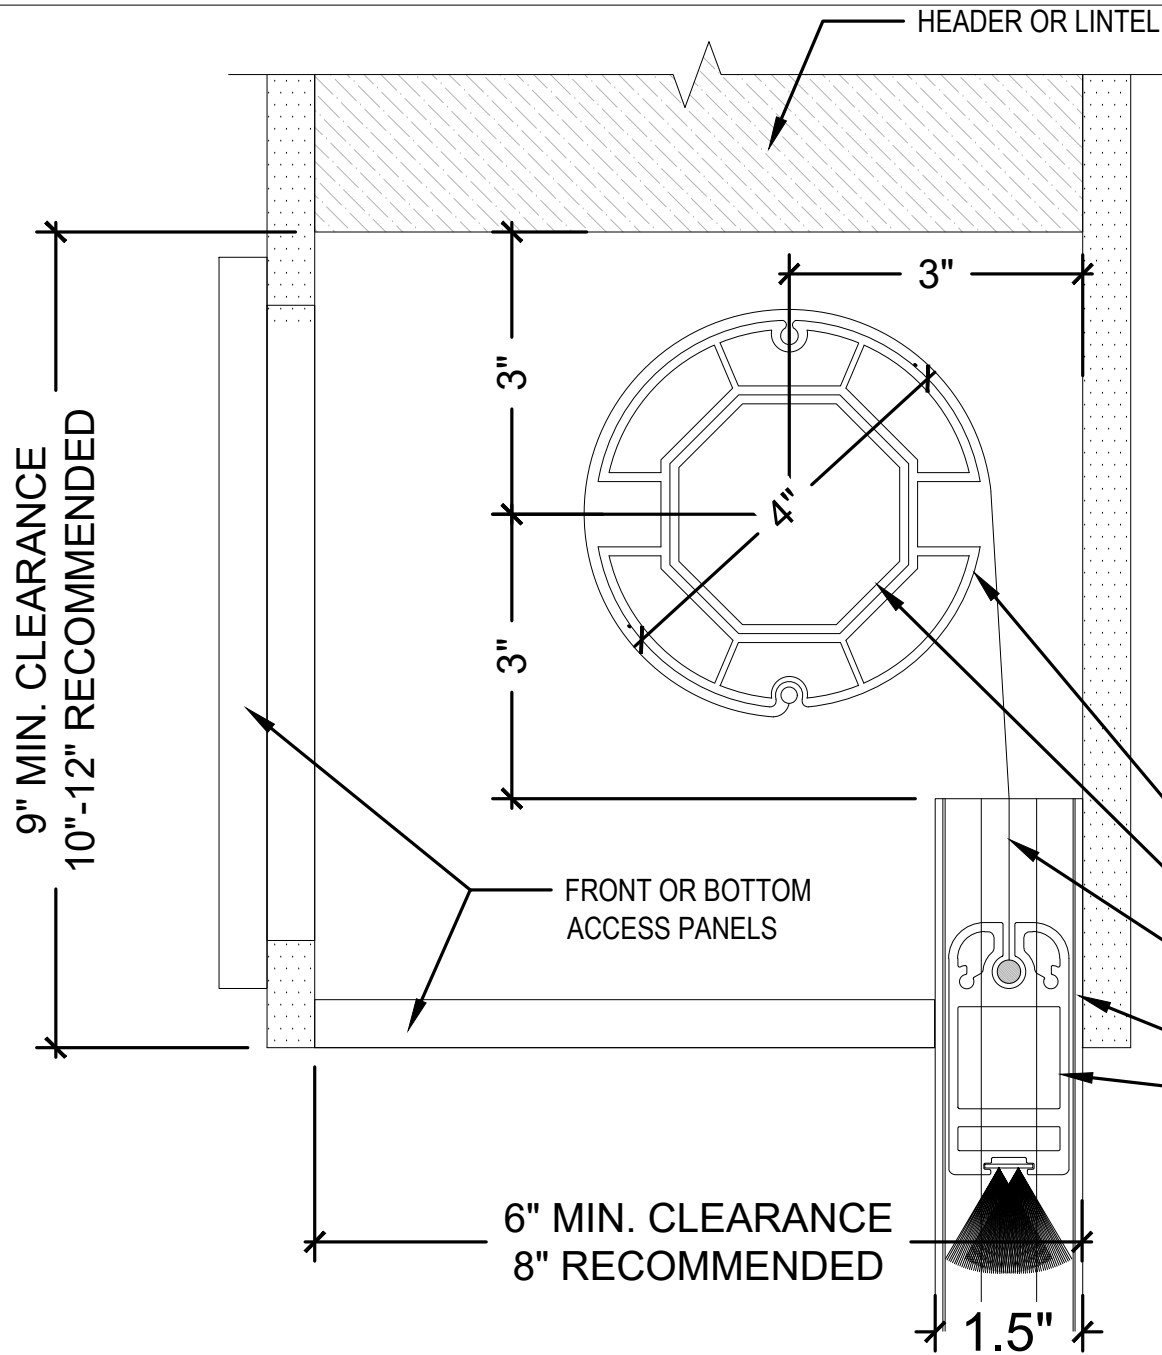 HEADER OR LINTEL
3"
3"
4"
3"
9" MIN. CLEARANCE
10"-12" RECOMMENDED
FRONT OR BOTTOM
ACCESS PANELS
6" MIN. CLEARANCE
8" RECOMMENDED
1.5"